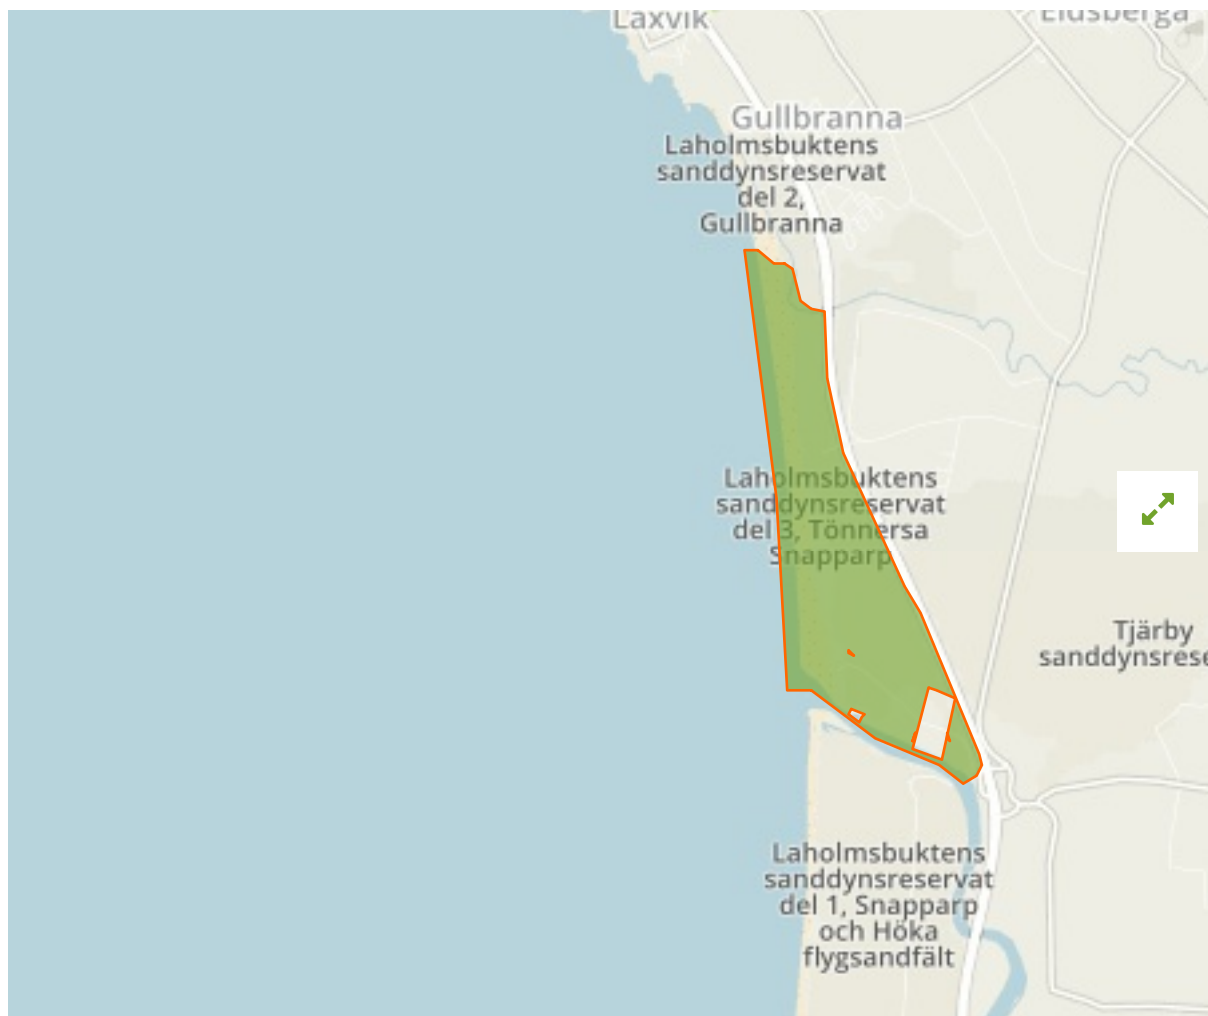 Laxvik
Eldsberga
Gullbranna
Laholmsbuktens
sanddynsreservat
del 2,
Gullbranna
Laholmsbuktens
sanddynsreservat
del 3, Tönnersa
Snapparp
Tjärby
sanddynsrese
Laholmsbuktens
sanddynsreservat
del 1, Snapparp
och Höka
flygsandfält